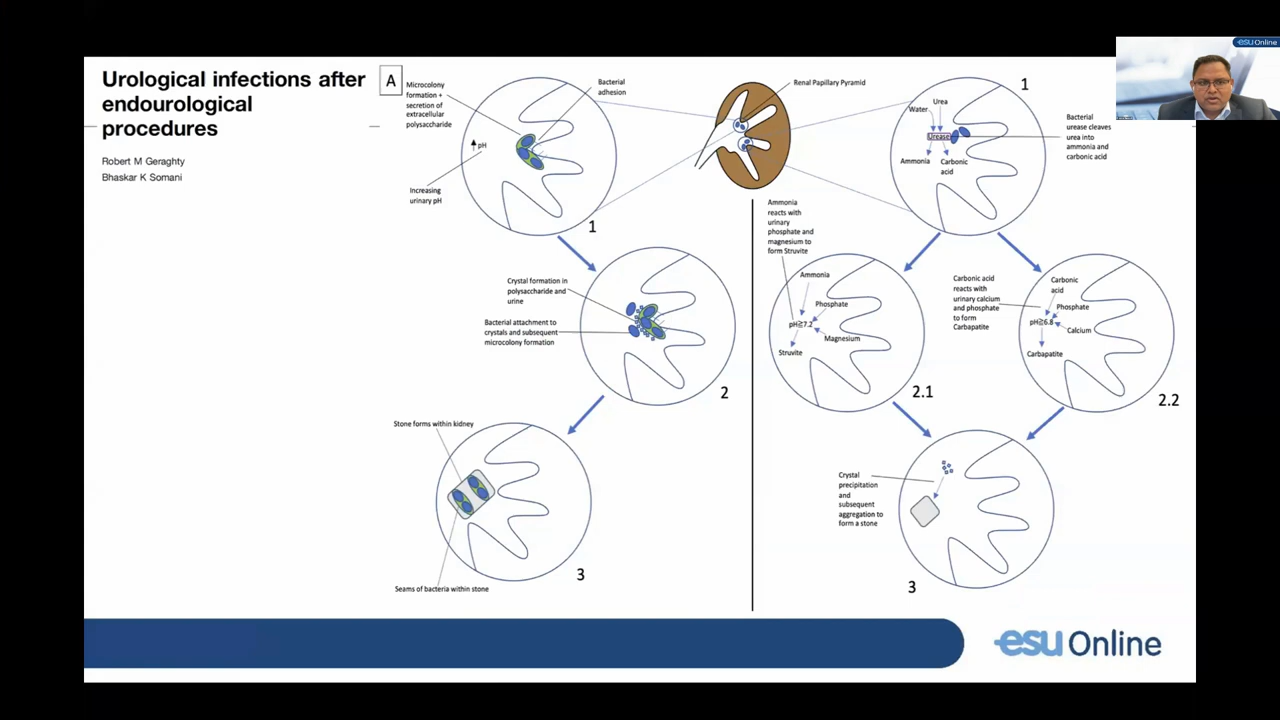 Urological infections after
endourological
procedures
Robert M Geraghty
Bhaskar K Somani
A
Microcolony
formation +
secretion of
extracellular
polysaccharide
Bacterial
adhesion
pH
Increasing
urinary pH
1
Renal Papillary Pyramid
1
Water
Urea
Urease
Ammonia
Carbonic
acid
Bacterial
urease cleaves
urea into
ammonia and
carbonic acid
Crystal formation in
polysaccharide and
urine
Bacterial attachment to
crystals and subsequent
microcolony formation
2
Ammonia
reacts with
urinary
phosphate and
magnesium to
form Struvite
Ammonia
Phosphate
pH≧7.2
Magnesium
Struvite
2.1
Carbonic acid
reacts with
urinary calcium
and phosphate
to form
Carbapatite
Carbonic
acid
Phosphate
pH≧6.8
Calcium
Carbapatite
2.2
Stone forms within kidney
Seams of bacteria within stone
3
Crystal
precipitation
and
subsequent
aggregation to
form a stone
3
esu Online
esu Online